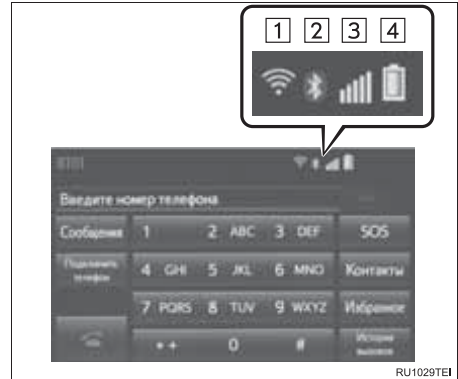 1 2 3 4
Введите номер телефона
Сообщения 1 2 ABC 3 DEF SOS
Подключить телефон 4 GHI 5 JKL 6 MNO Контакты
7 PQRS 8 TUV 9 WXYZ Избранное
0 # История вызовов
RU1029TEI